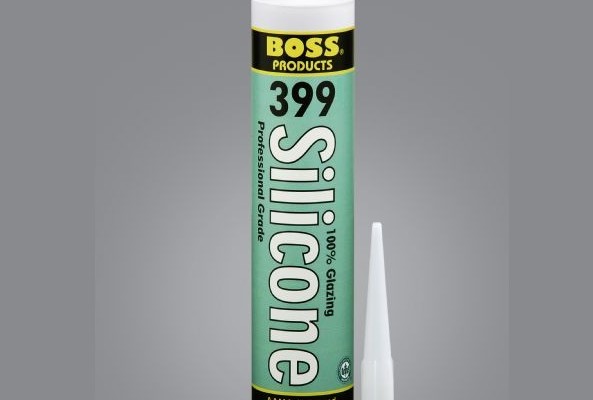 BOSS®
PRODUCTS
399
Silicone
Professional Grade
100% Glazing